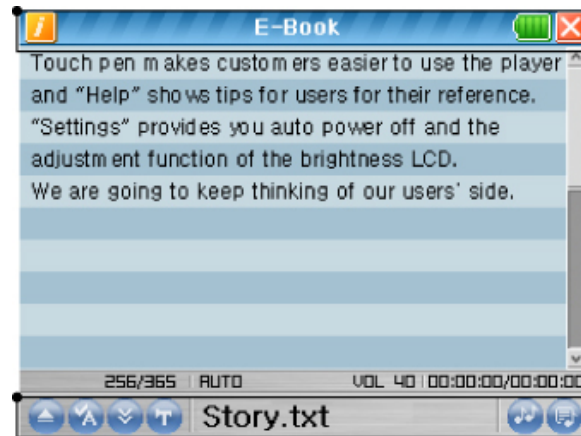 E-Book
Touch pen makes customers easier to use the player
and “Help” shows tips for users for their reference.
“Settings” provides you auto power off and the
adjustment function of the brightness LCD.
We are going to keep thinking of our users' side.
256/365 AUTO VOL 40 00:00:00/00:00:00
Story.txt